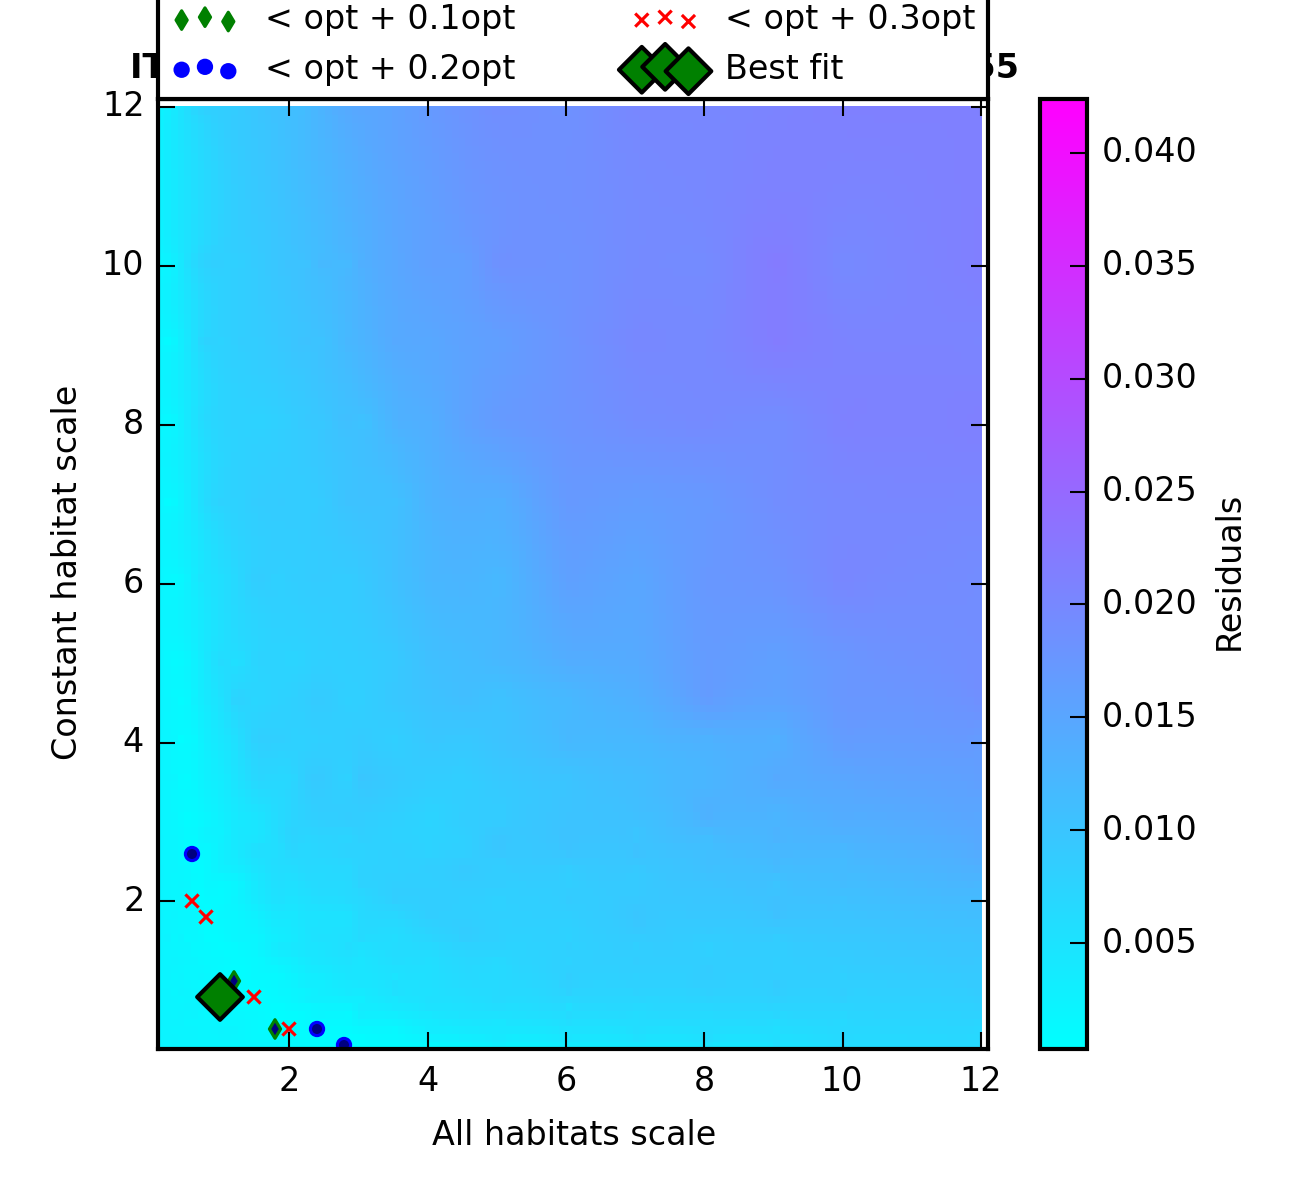 < opt + 0.1opt < opt + 0.3opt
< opt + 0.2opt Best fit
12
10
8
6
4
2
Constant habitat scale
2 4 6 8 10 12
All habitats scale
0.040
0.035
0.030
0.025
0.020
0.015
0.010
0.005
Residuals